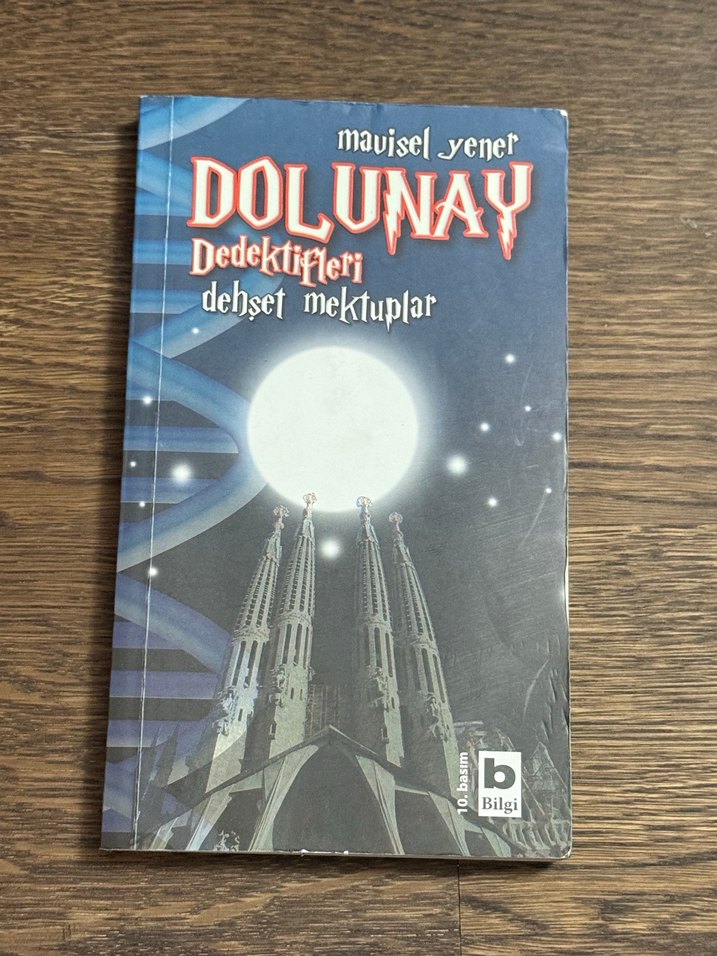 mavisel yener
DOLUNAY
Dedektifleri
dehşet mektuplar
10. basım
b
Bilgi